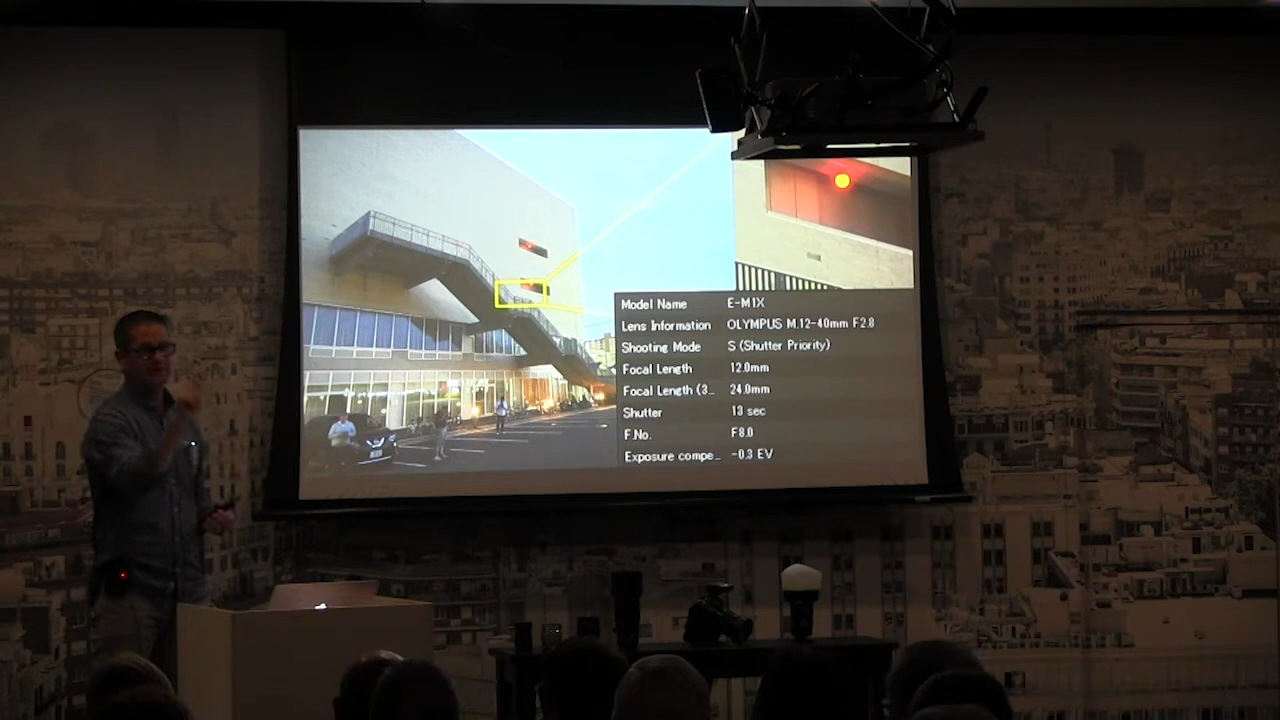 Model Name E-M1X
Lens Information OLYMPUS M.12-40mm F2.8
Shooting Mode S (Shutter Priority)
Focal Length 12.0mm
Focal Length (3... 24.0mm
Shutter 13 sec
F.No. F8.0
Exposure compe... -0.3 EV